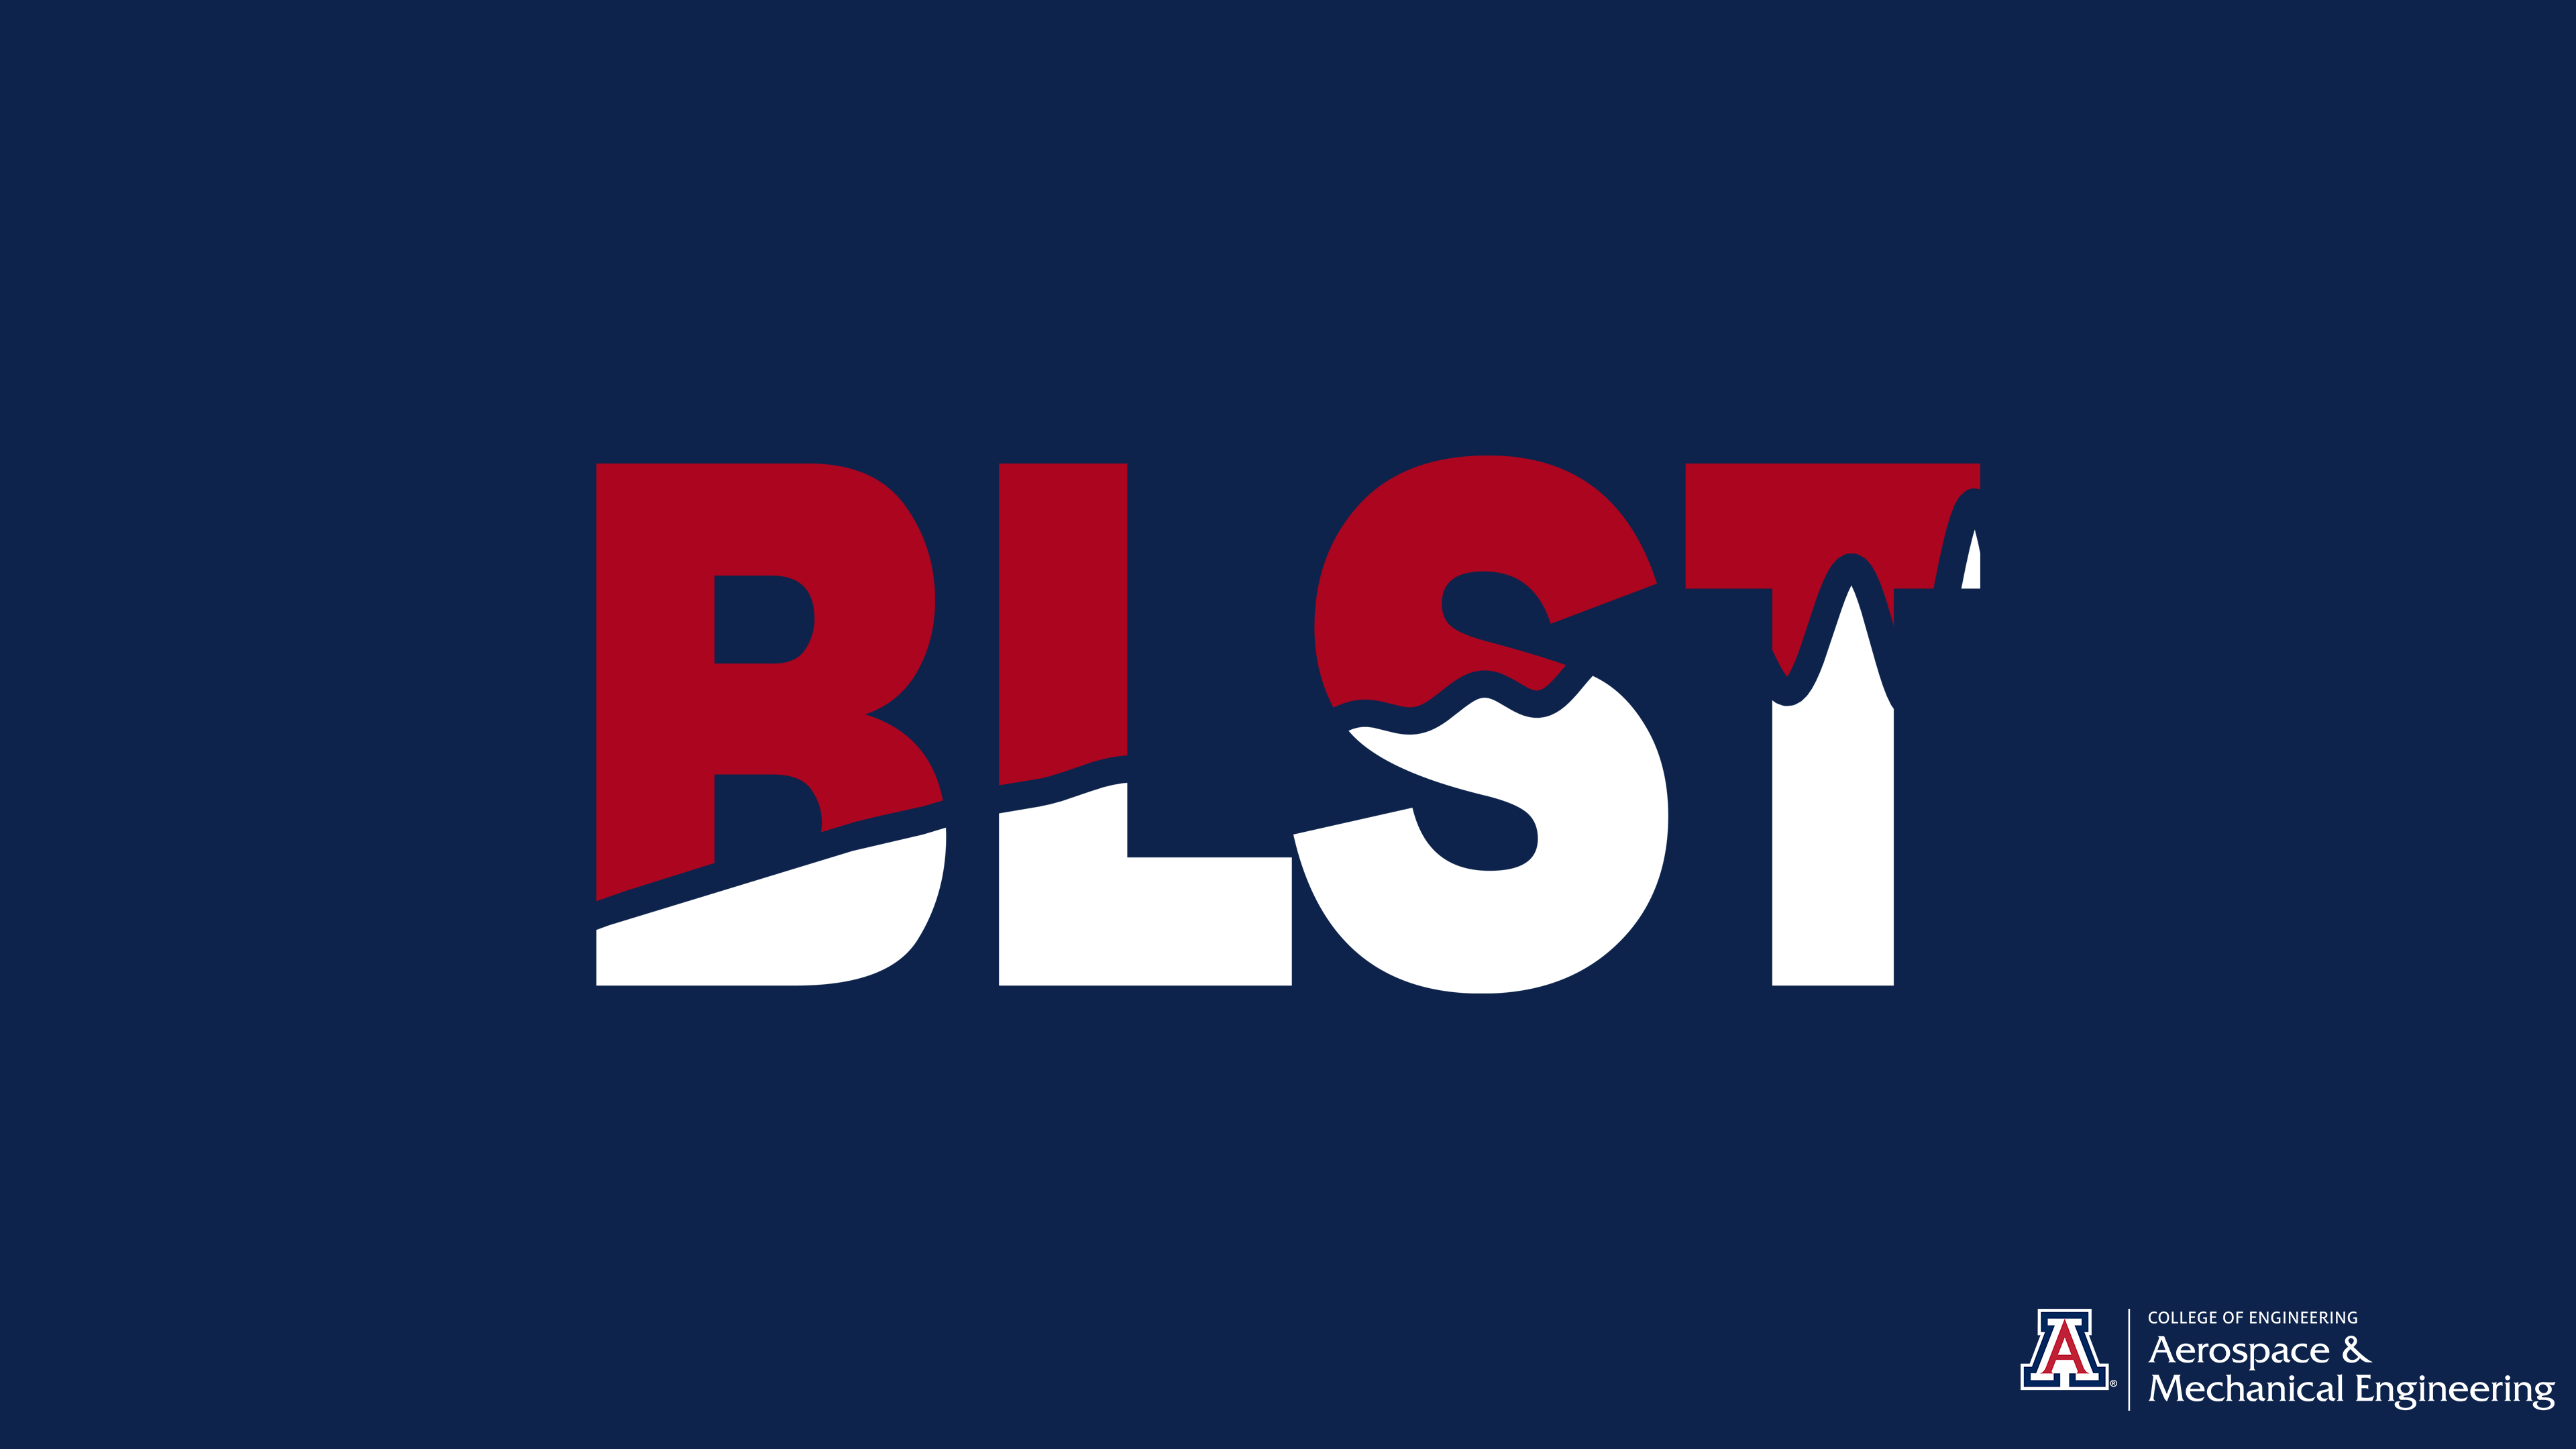 BLST
A®
COLLEGE OF ENGINEERING
Aerospace &
Mechanical Engineering